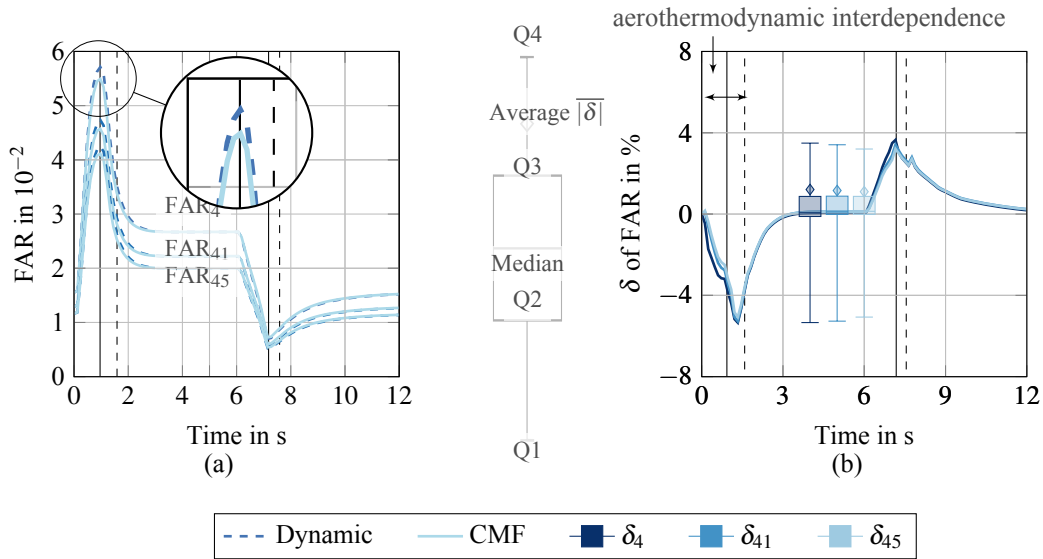 aerothermodynamic interdependence
FAR in 10⁻²
7
6
5
4
3
2
1
0
0
2
4
6
8
10
12
Time in s
(a)
FAR₄
FAR₄₁
FAR₄₅
Q4
Average |δ|
Q3
Median
Q2
Q1
δ of FAR in %
8
4
0
−4
−8
0
3
6
9
12
Time in s
(b)
Dynamic CMF δ₄ δ₄₁ δ₄₅